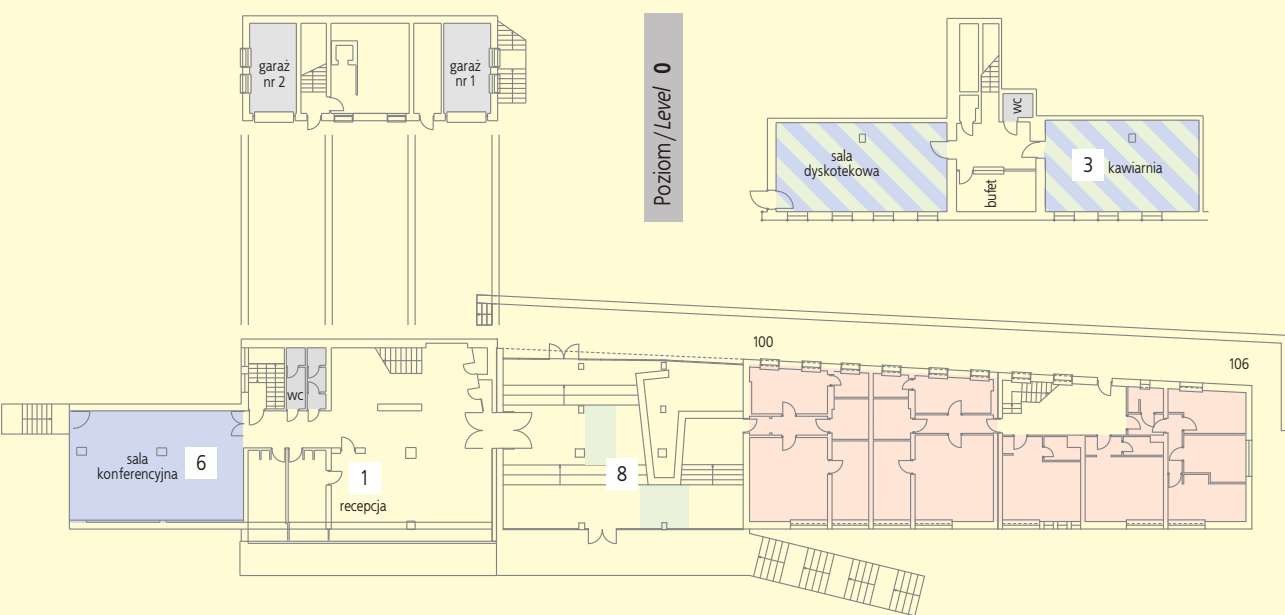 garaż
nr 2
garaż
nr 1
Poziom / Level 0
wc
sala
dyskotekowa
3 kawiarnia
bufet
100
106
wc
sala
konferencyjna
6
1
recepcja
8